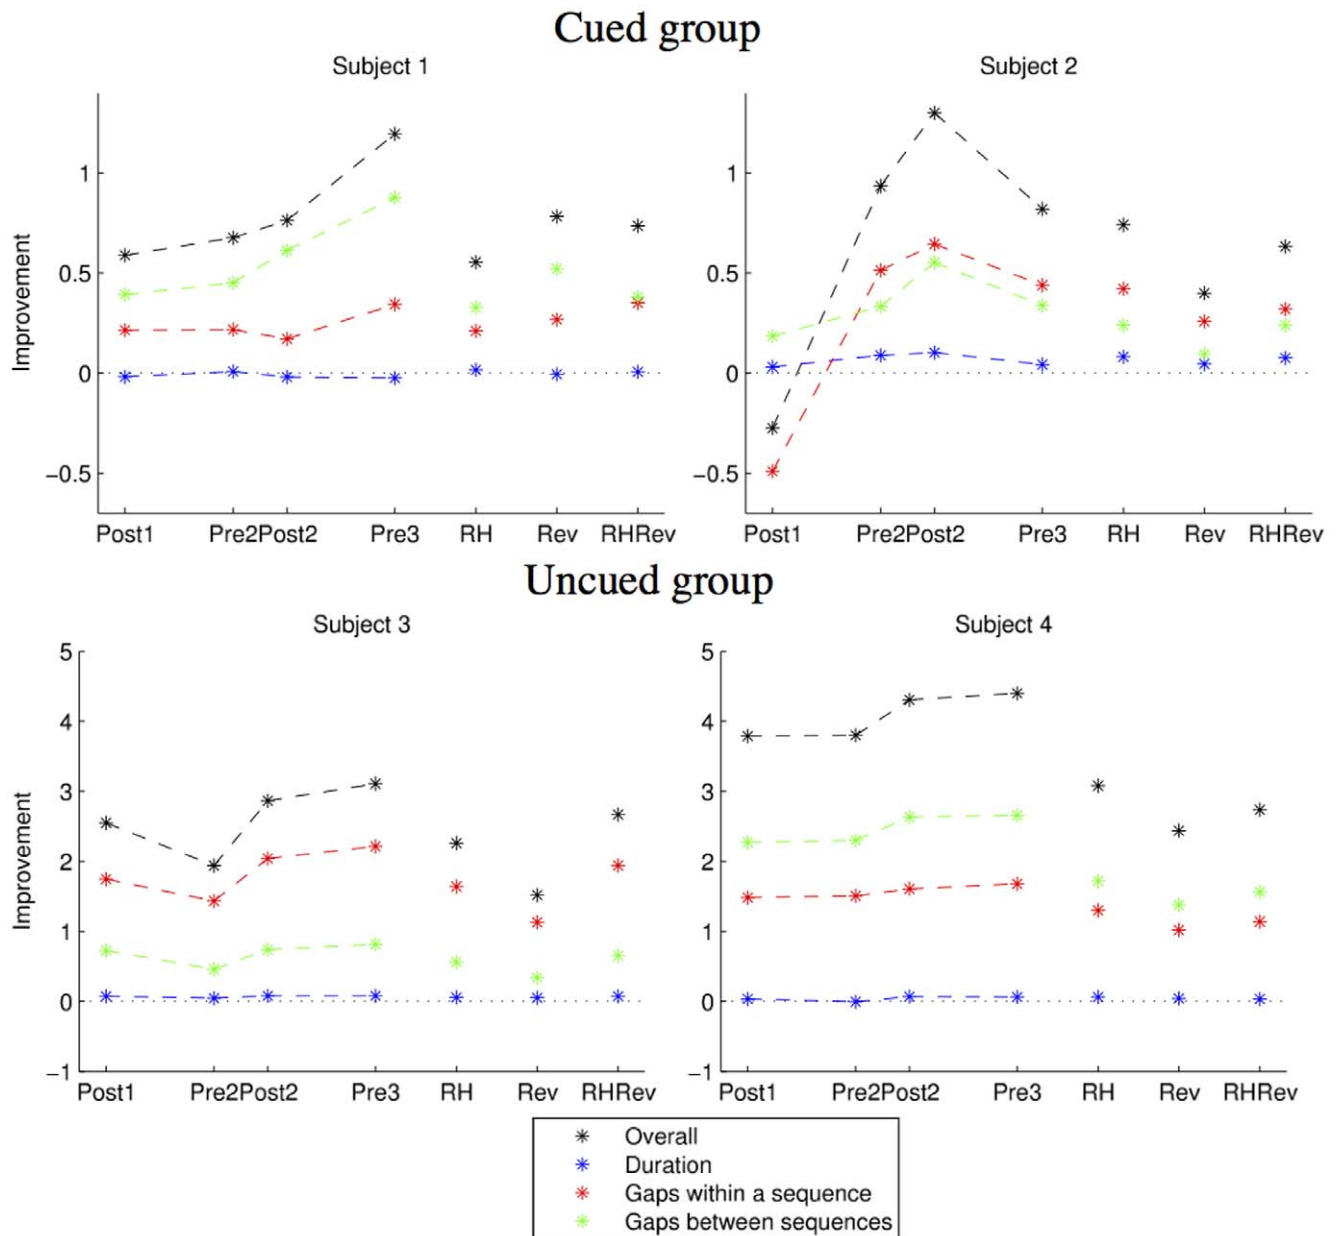 Cued group
Subject 1
Subject 2
Improvement
1
0.5
0
−0.5
Post1 Pre2Post2 Pre3 RH Rev RHRev
1
0.5
0
−0.5
Post1 Pre2Post2 Pre3 RH Rev RHRev
Uncued group
Subject 3
Subject 4
Improvement
5
4
3
2
1
0
−1
Post1 Pre2Post2 Pre3 RH Rev RHRev
5
4
3
2
1
0
−1
Post1 Pre2Post2 Pre3 RH Rev RHRev
Overall
Duration
Gaps within a sequence
Gaps between sequences